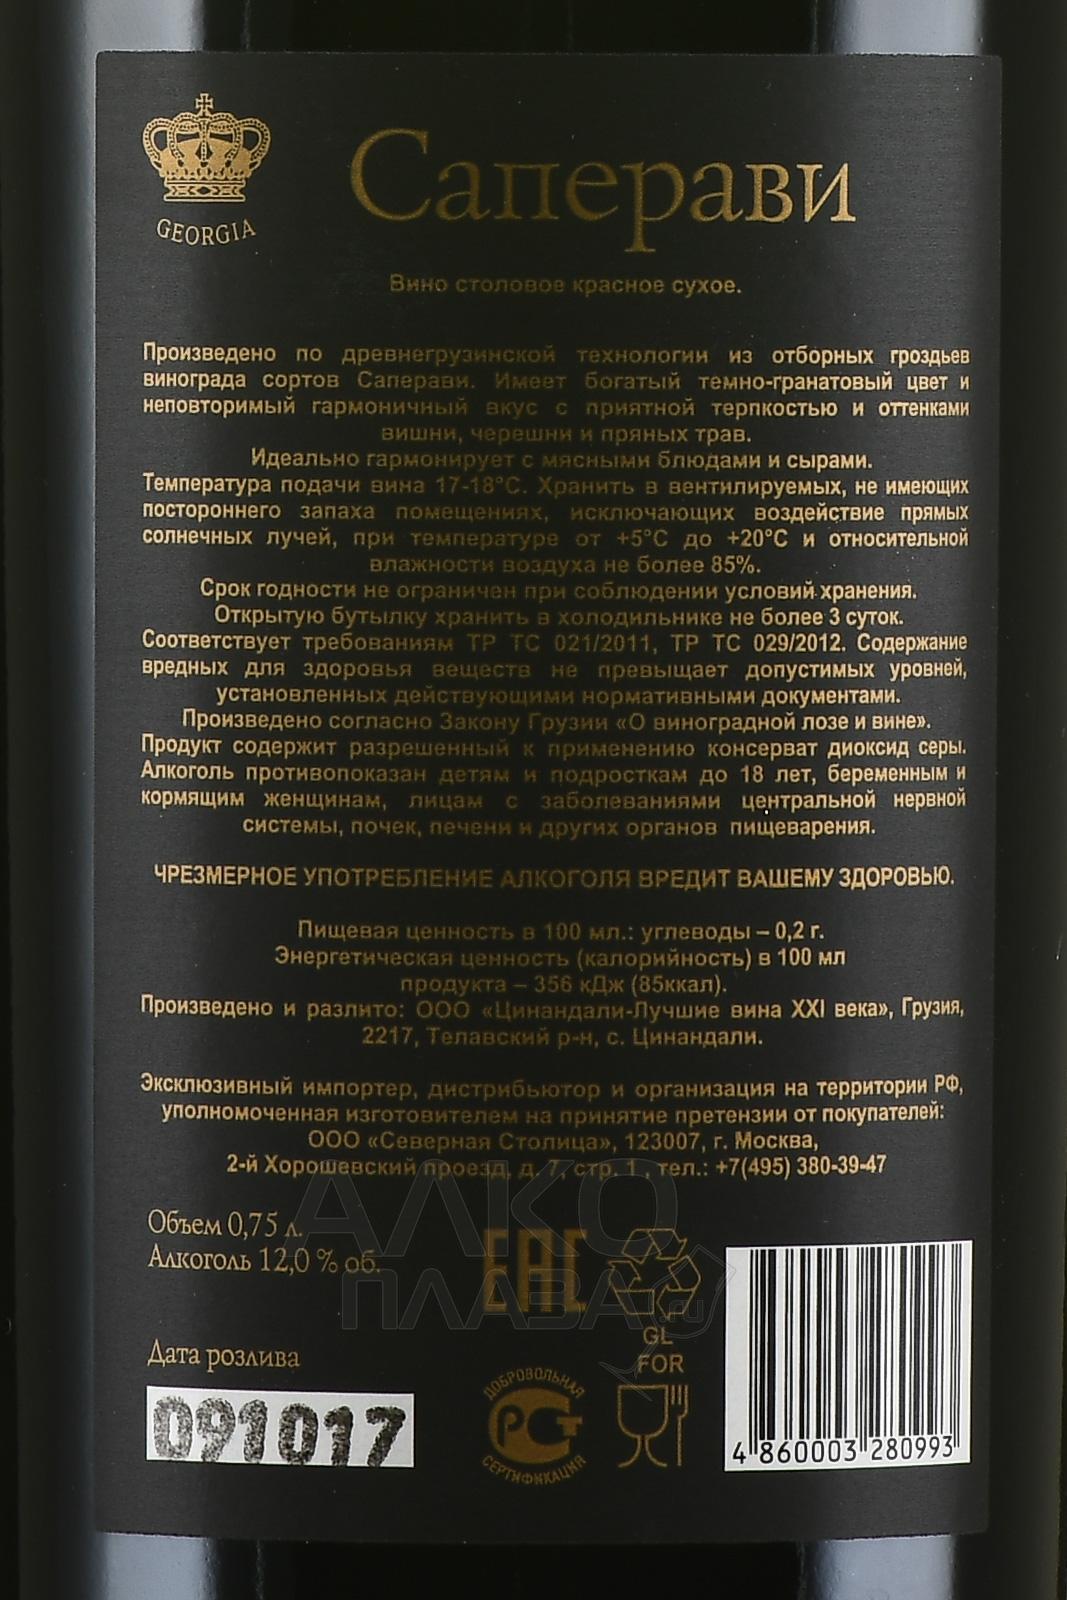 GEORGIA
Саперави
Вино столовое красное сухое.
Произведено по древнегрузинской технологии из отборных гроздьев
винограда сортов Саперави. Имеет богатый темно-гранатовый цвет и
неповторимый гармоничный вкус с приятной терпкостью и оттенками
вишни, черешни и пряных трав.
Идеально гармонирует с мясными блюдами и сырами.
Температура подачи вина 17-18°С. Хранить в вентилируемых, не имеющих
постороннего запаха помещениях, исключающих воздействие прямых
солнечных лучей, при температуре от +5°С до +20°С и относительной
влажности воздуха не более 85%.
Срок годности не ограничен при соблюдении условий хранения.
Открытую бутылку хранить в холодильнике не более 3 суток.
Соответствует требованиям ТР ТС 021/2011, ТР ТС 029/2012. Содержание
вредных для здоровья веществ не превышает допустимых уровней,
установленных действующими нормативными документами.
Произведено согласно Закону Грузии «О виноградной лозе и вине».
Продукт содержит разрешенный к применению консерват диоксид серы.
Алкоголь противопоказан детям и подросткам до 18 лет, беременным и
кормящим женщинам, лицам с заболеваниями центральной нервной
системы, почек, печени и других органов пищеварения.
ЧРЕЗМЕРНОЕ УПОТРЕБЛЕНИЕ АЛКОГОЛЯ ВРЕДИТ ВАШЕМУ ЗДОРОВЬЮ.
Пищевая ценность в 100 мл.: углеводы – 0,2 г.
Энергетическая ценность (калорийность) в 100 мл
продукта – 356 кДж (85ккал).
Произведено и разлито: ООО «Цинандали-Лучшие вина XXI века», Грузия,
2217, Телавский р-н, с. Цинандали.
Эксклюзивный импортер, дистрибьютор и организация на территории РФ,
уполномоченная изготовителем на принятие претензии от покупателей:
ООО «Северная Столица», 123007, г. Москва,
2-й Хорошевский проезд, д. 7, стр. 1 , тел.: +7(495) 380-39-47
АЛКО
ПЛАВА.ru
Объем 0,75 л.
Алкоголь 12,0 % об.
ЕАС
GL
FOR
Дата розлива
091017
ДОБРОВОЛЬНАЯ
РСТ
СЕРТИФИКАЦИЯ
4 860003 280993